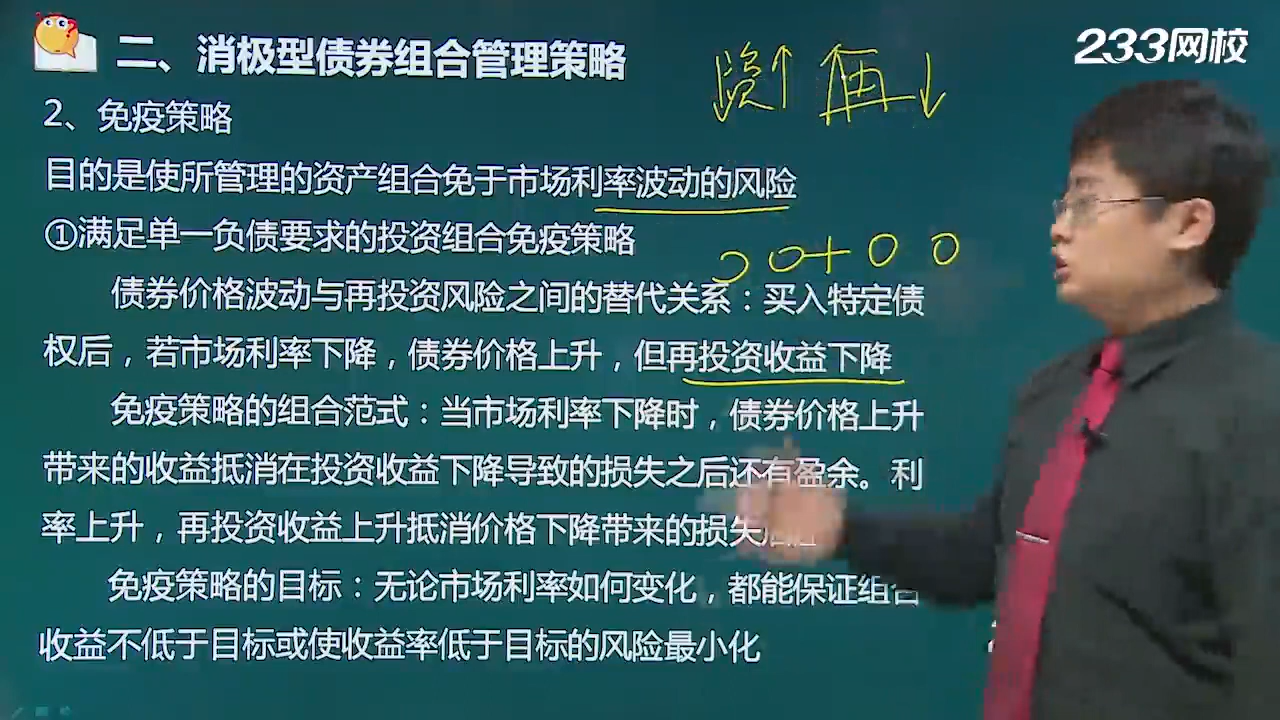 二、消极型债券组合管理策略
233网校
2、免疫策略
资↑ 再↓
目的是使所管理的资产组合免于市场利率波动的风险
①满足单一负债要求的投资组合免疫策略
债券价格波动与再投资风险之间的替代关系：买入特定债
权后，若市场利率下降，债券价格上升，但再投资收益下降
免疫策略的组合范式：当市场利率下降时，债券价格上升
带来的收益抵消在投资收益下降导致的损失之后还有盈余。利
率上升，再投资收益上升抵消价格下降带来的损失
免疫策略的目标：无论市场利率如何变化，都能保证组合
收益不低于目标或使收益率低于目标的风险最小化